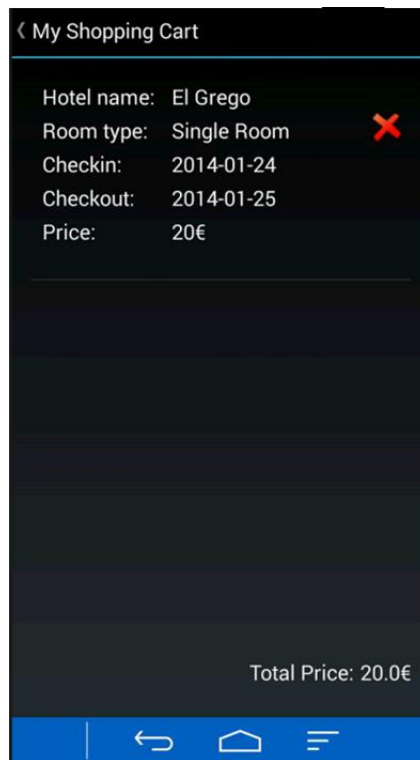 My Shopping Cart
Hotel name: El Grego
Room type: Single Room
Checkin: 2014-01-24
Checkout: 2014-01-25
Price: 20€
Total Price: 20.0€